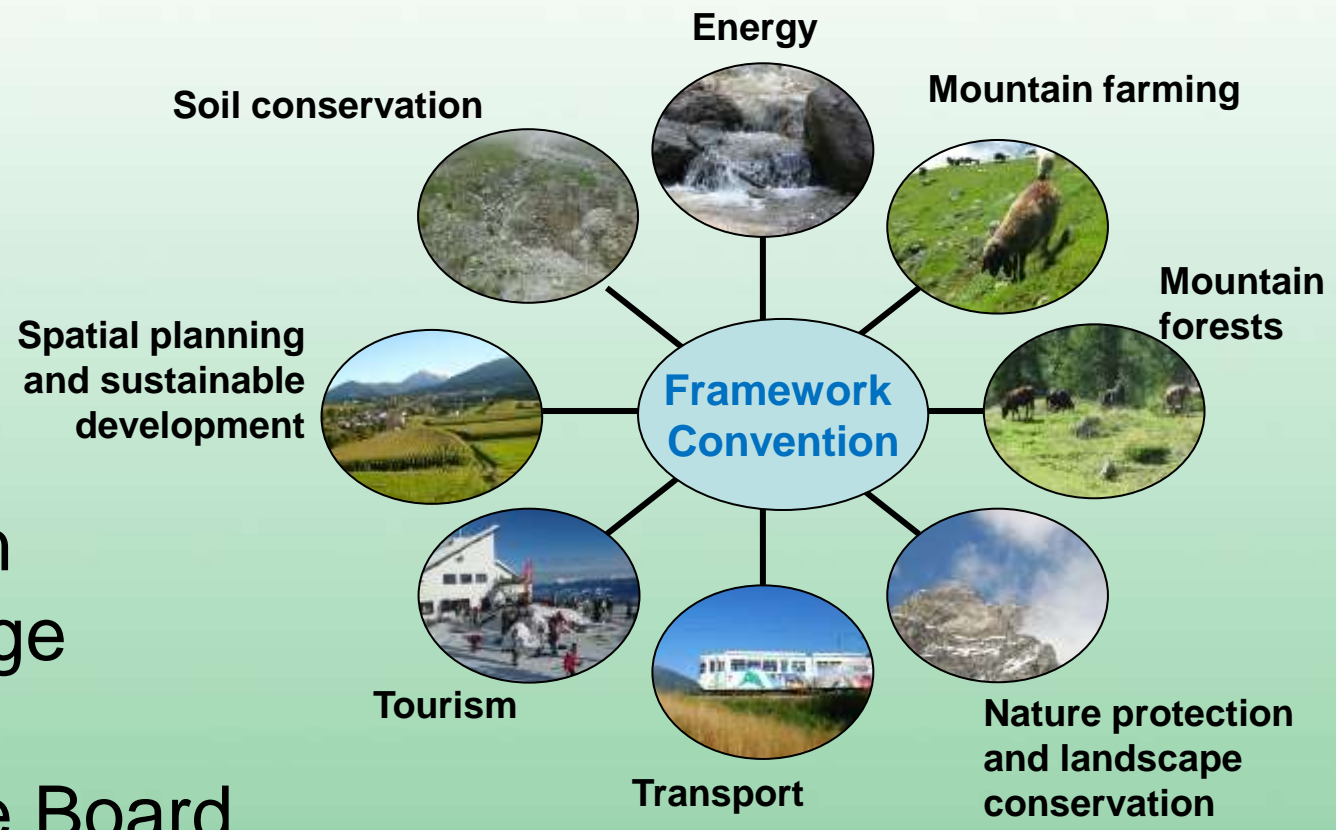 Energy
Soil conservation
Mountain farming
Mountain
forests
Spatial planning
and sustainable
development
Framework
Convention
Tourism
Transport
Nature protection
and landscape
conservation
Board